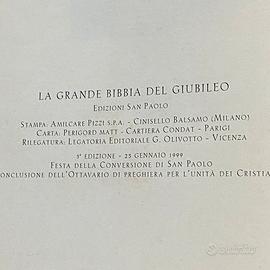 LA GRANDE BIBBIA DEL GIUBILEO
EDIZIONI SAN PAOLO
STAMPA: AMILCARE PIZZI S.P.A. - CINISELLO BALSAMO (MILANO)
CARTA: PERIGORD MATT - CARTIERA CONDAT - PARIGI
RILEGATURA: LEGATORIA EDITORIALE G. OLIVOTTO - VICENZA
3ª EDIZIONE - 25 GENNAIO 1999
FESTA DELLA CONVERSIONE DI SAN PAOLO
ONCLUSIONE DELL'OTTAVARIO DI PREGHIERA PER L'UNITÀ DEI CRISTIA